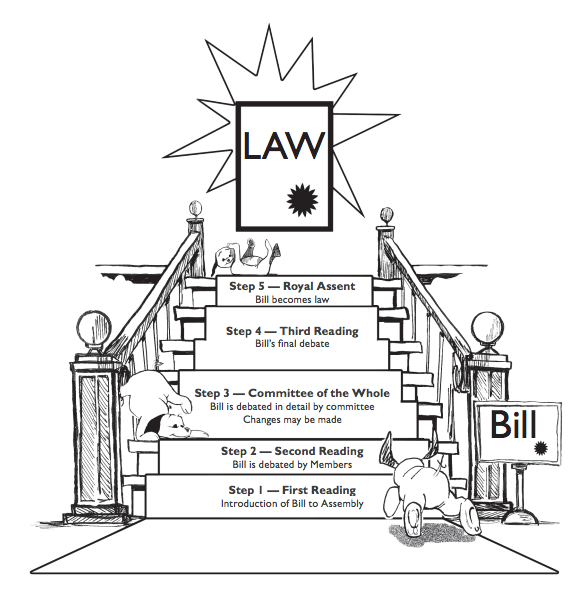 LAW
Step 5 — Royal Assent
Bill becomes law
Step 4 — Third Reading
Bill's final debate
Step 3 — Committee of the Whole
Bill is debated in detail by committee
Changes may be made
Bill
Step 2 — Second Reading
Bill is debated by Members
Step 1 — First Reading
Introduction of Bill to Assembly